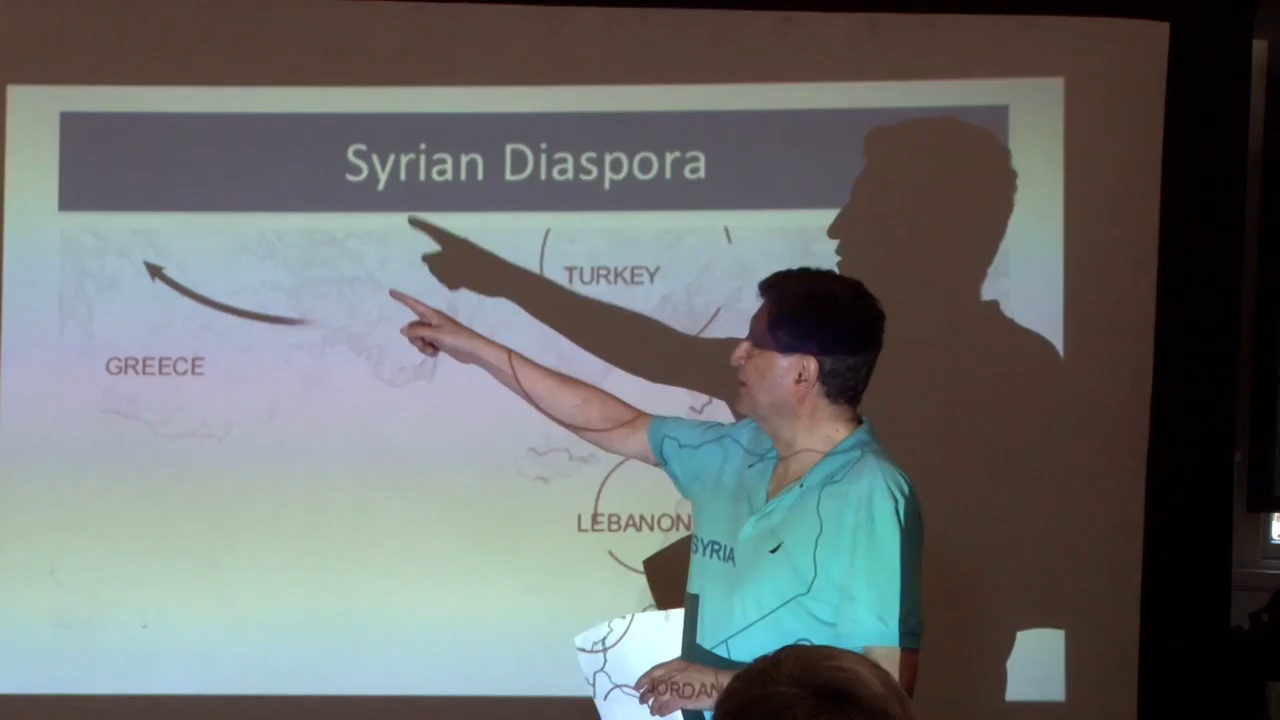 Syrian Diaspora
TURKEY
GREECE
LEBANON
SYRIA
JORDAN